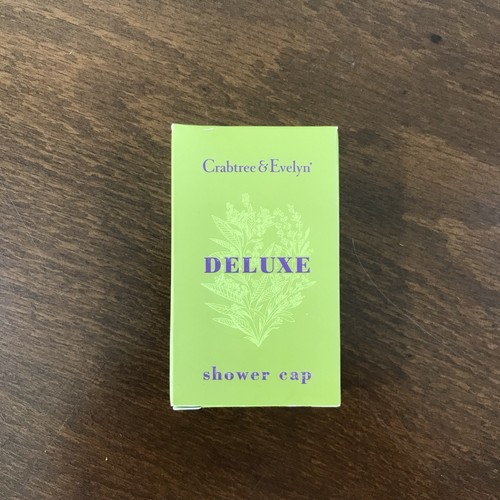 Crabtree & Evelyn®
DELUXE
shower cap